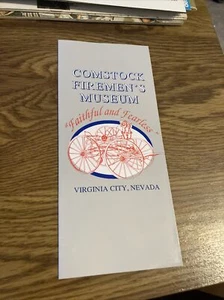 COMSTOCK
FIREMEN'S
MUSEUM
"Faithful and Fearless"
VIRGINIA CITY, NEVADA